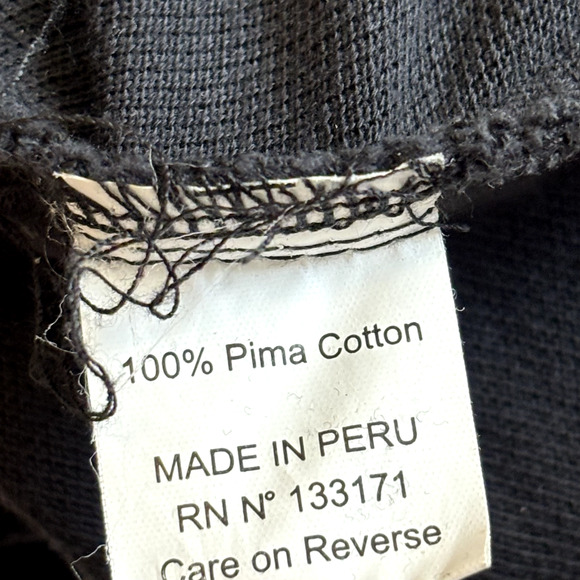 100% Pima Cotton
MADE IN PERU
RN N° 133171
Care on Reverse